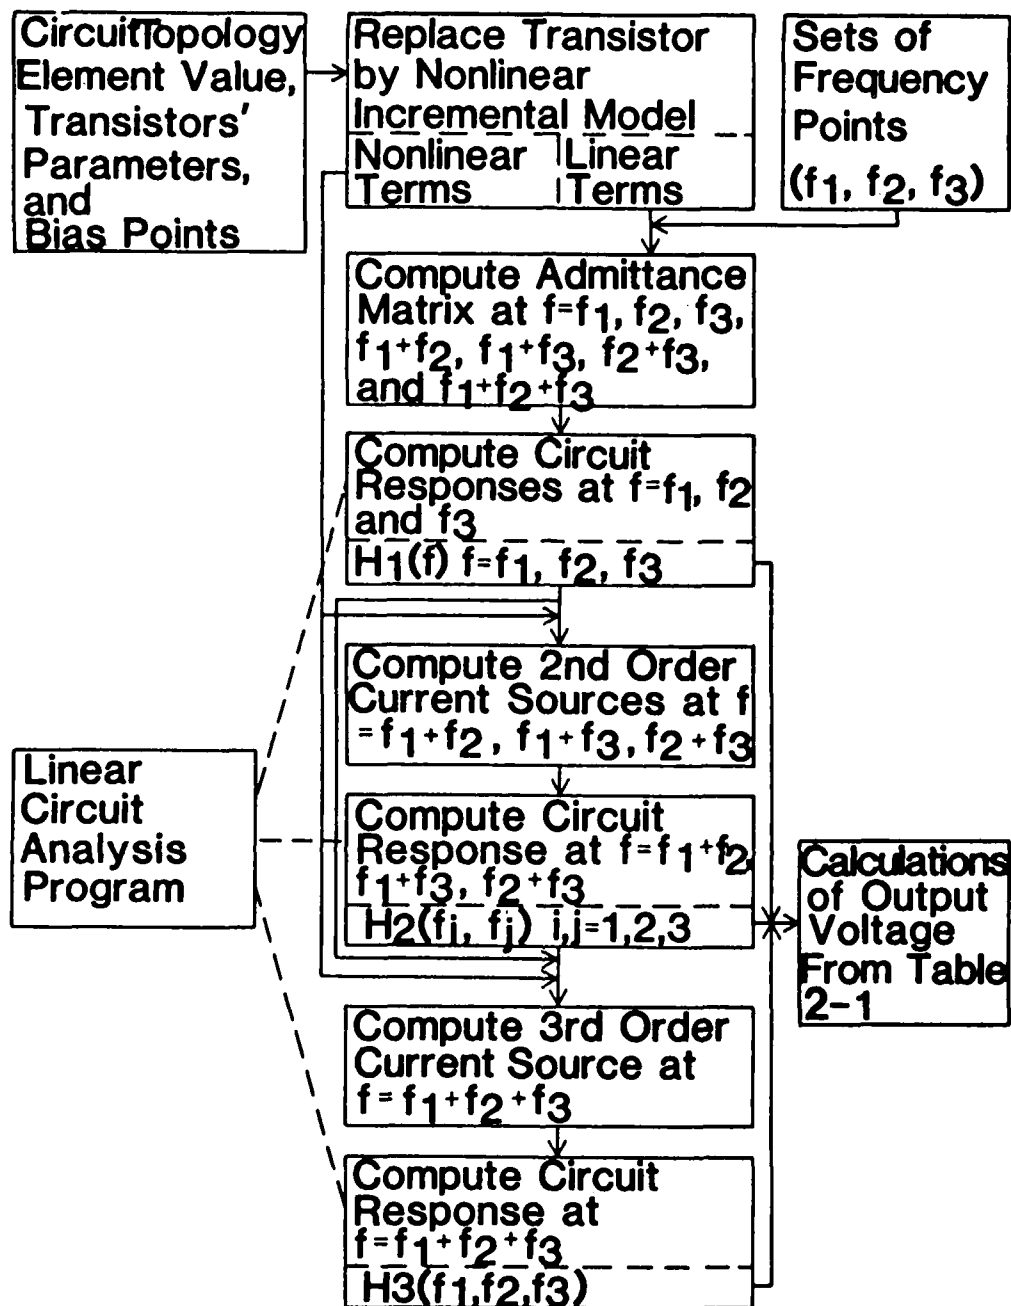 Circuit Topology
Element Value,
Transistors'
Parameters,
and
Bias Points
Replace Transistor
by Nonlinear
Incremental Model
Nonlinear
Terms
Linear
Terms
Sets of
Frequency
Points
(f1, f2, f3)
Compute Admittance
Matrix at f=f1, f2, f3,
f1+f2, f1+f3, f2+f3,
and f1+f2+f3
Compute Circuit
Responses at f=f1, f2
and f3
H1(f) f=f1, f2, f3
Compute 2nd Order
Current Sources at f
=f1+f2, f1+f3, f2+f3
Linear
Circuit
Analysis
Program
Compute Circuit
Response at f=f1+f2,
f1+f3, f2+f3
H2(fi, fj) i,j=1,2,3
Calculations
of Output
Voltage
From Table
2-1
Compute 3rd Order
Current Source at
f=f1+f2+f3
Compute Circuit
Response at
f=f1+f2+f3
H3(f1,f2,f3)